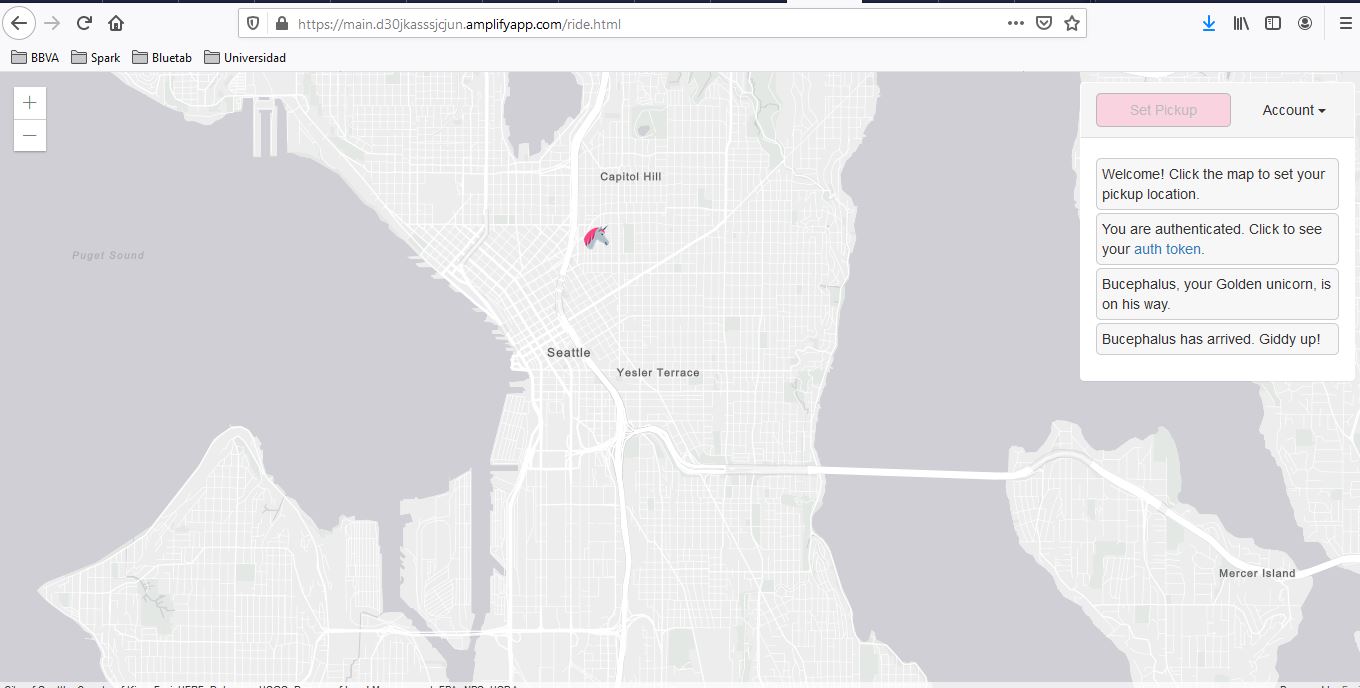 https://main.d30jkasssjcjun.amplifyapp.com/ride.html
BBVA Spark Bluetab Universidad
Set Pickup Account
Welcome! Click the map to set your
pickup location.
You are authenticated. Click to see
your auth token.
Bucephalus, your Golden unicorn, is
on his way.
Bucephalus has arrived. Giddy up!
Capitol Hill
Puget Sound
Seattle
Yesler Terrace
Mercer Island